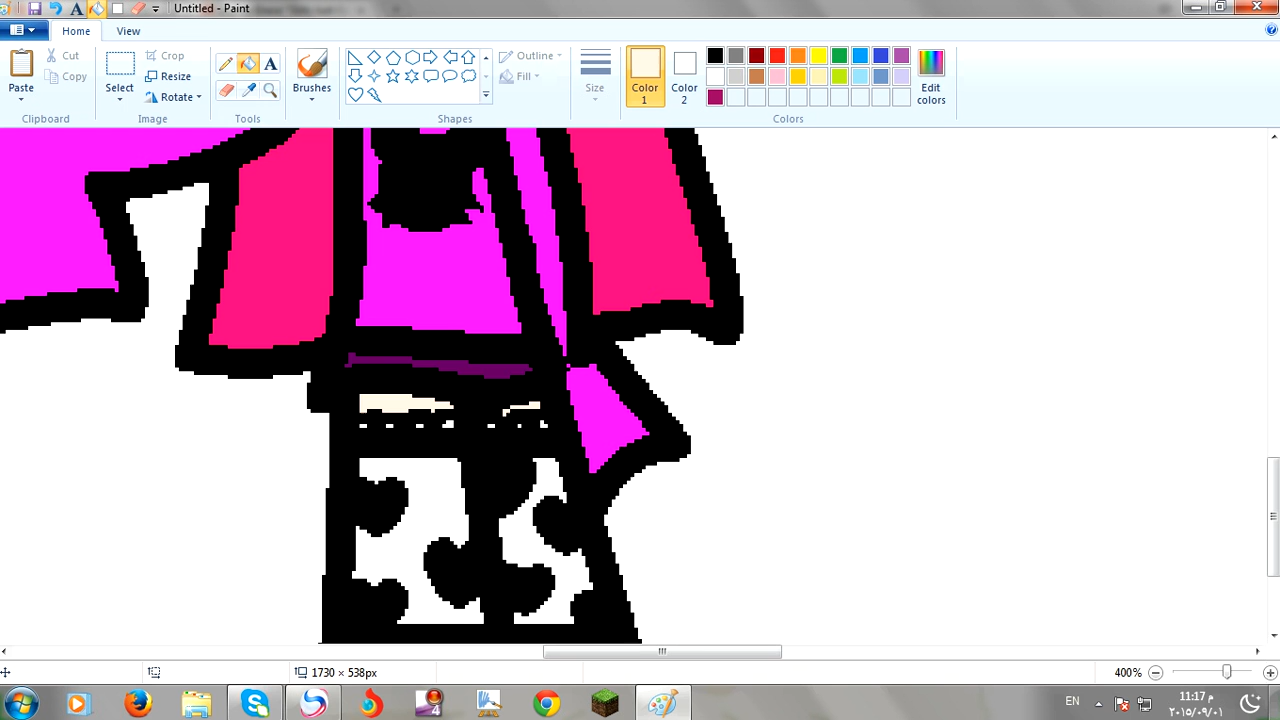 Untitled - Paint
Home
View
Paste
Cut
Copy
Select
Crop
Resize
Rotate
Brushes
Outline
Fill
Size
Color 1
Color 2
Edit colors
Clipboard
Image
Tools
Shapes
Colors
1730 × 538px
400%
EN
11:17 م
٢٠١٥/٠٩/٠١
4